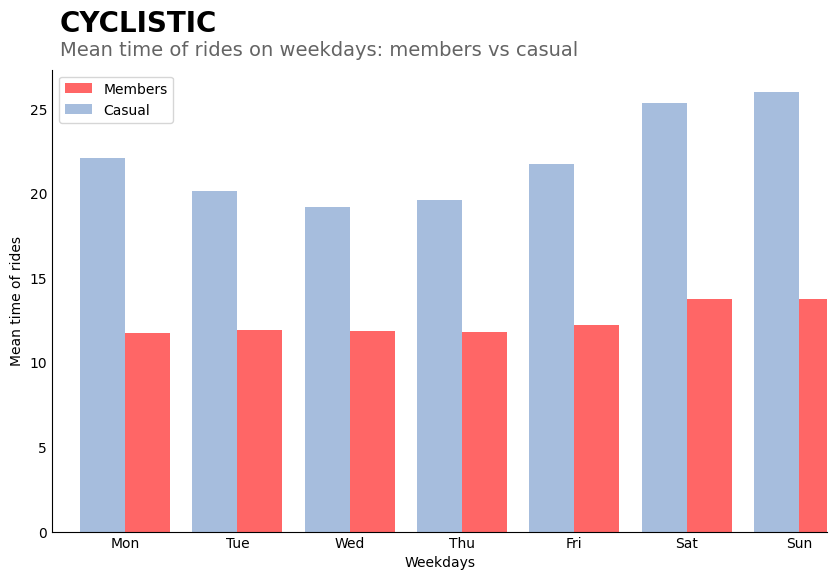 CYCLISTIC
Mean time of rides on weekdays: members vs casual
Members
Casual
Mean time of rides
25
20
15
10
5
0
Mon Tue Wed Thu Fri Sat Sun
Weekdays